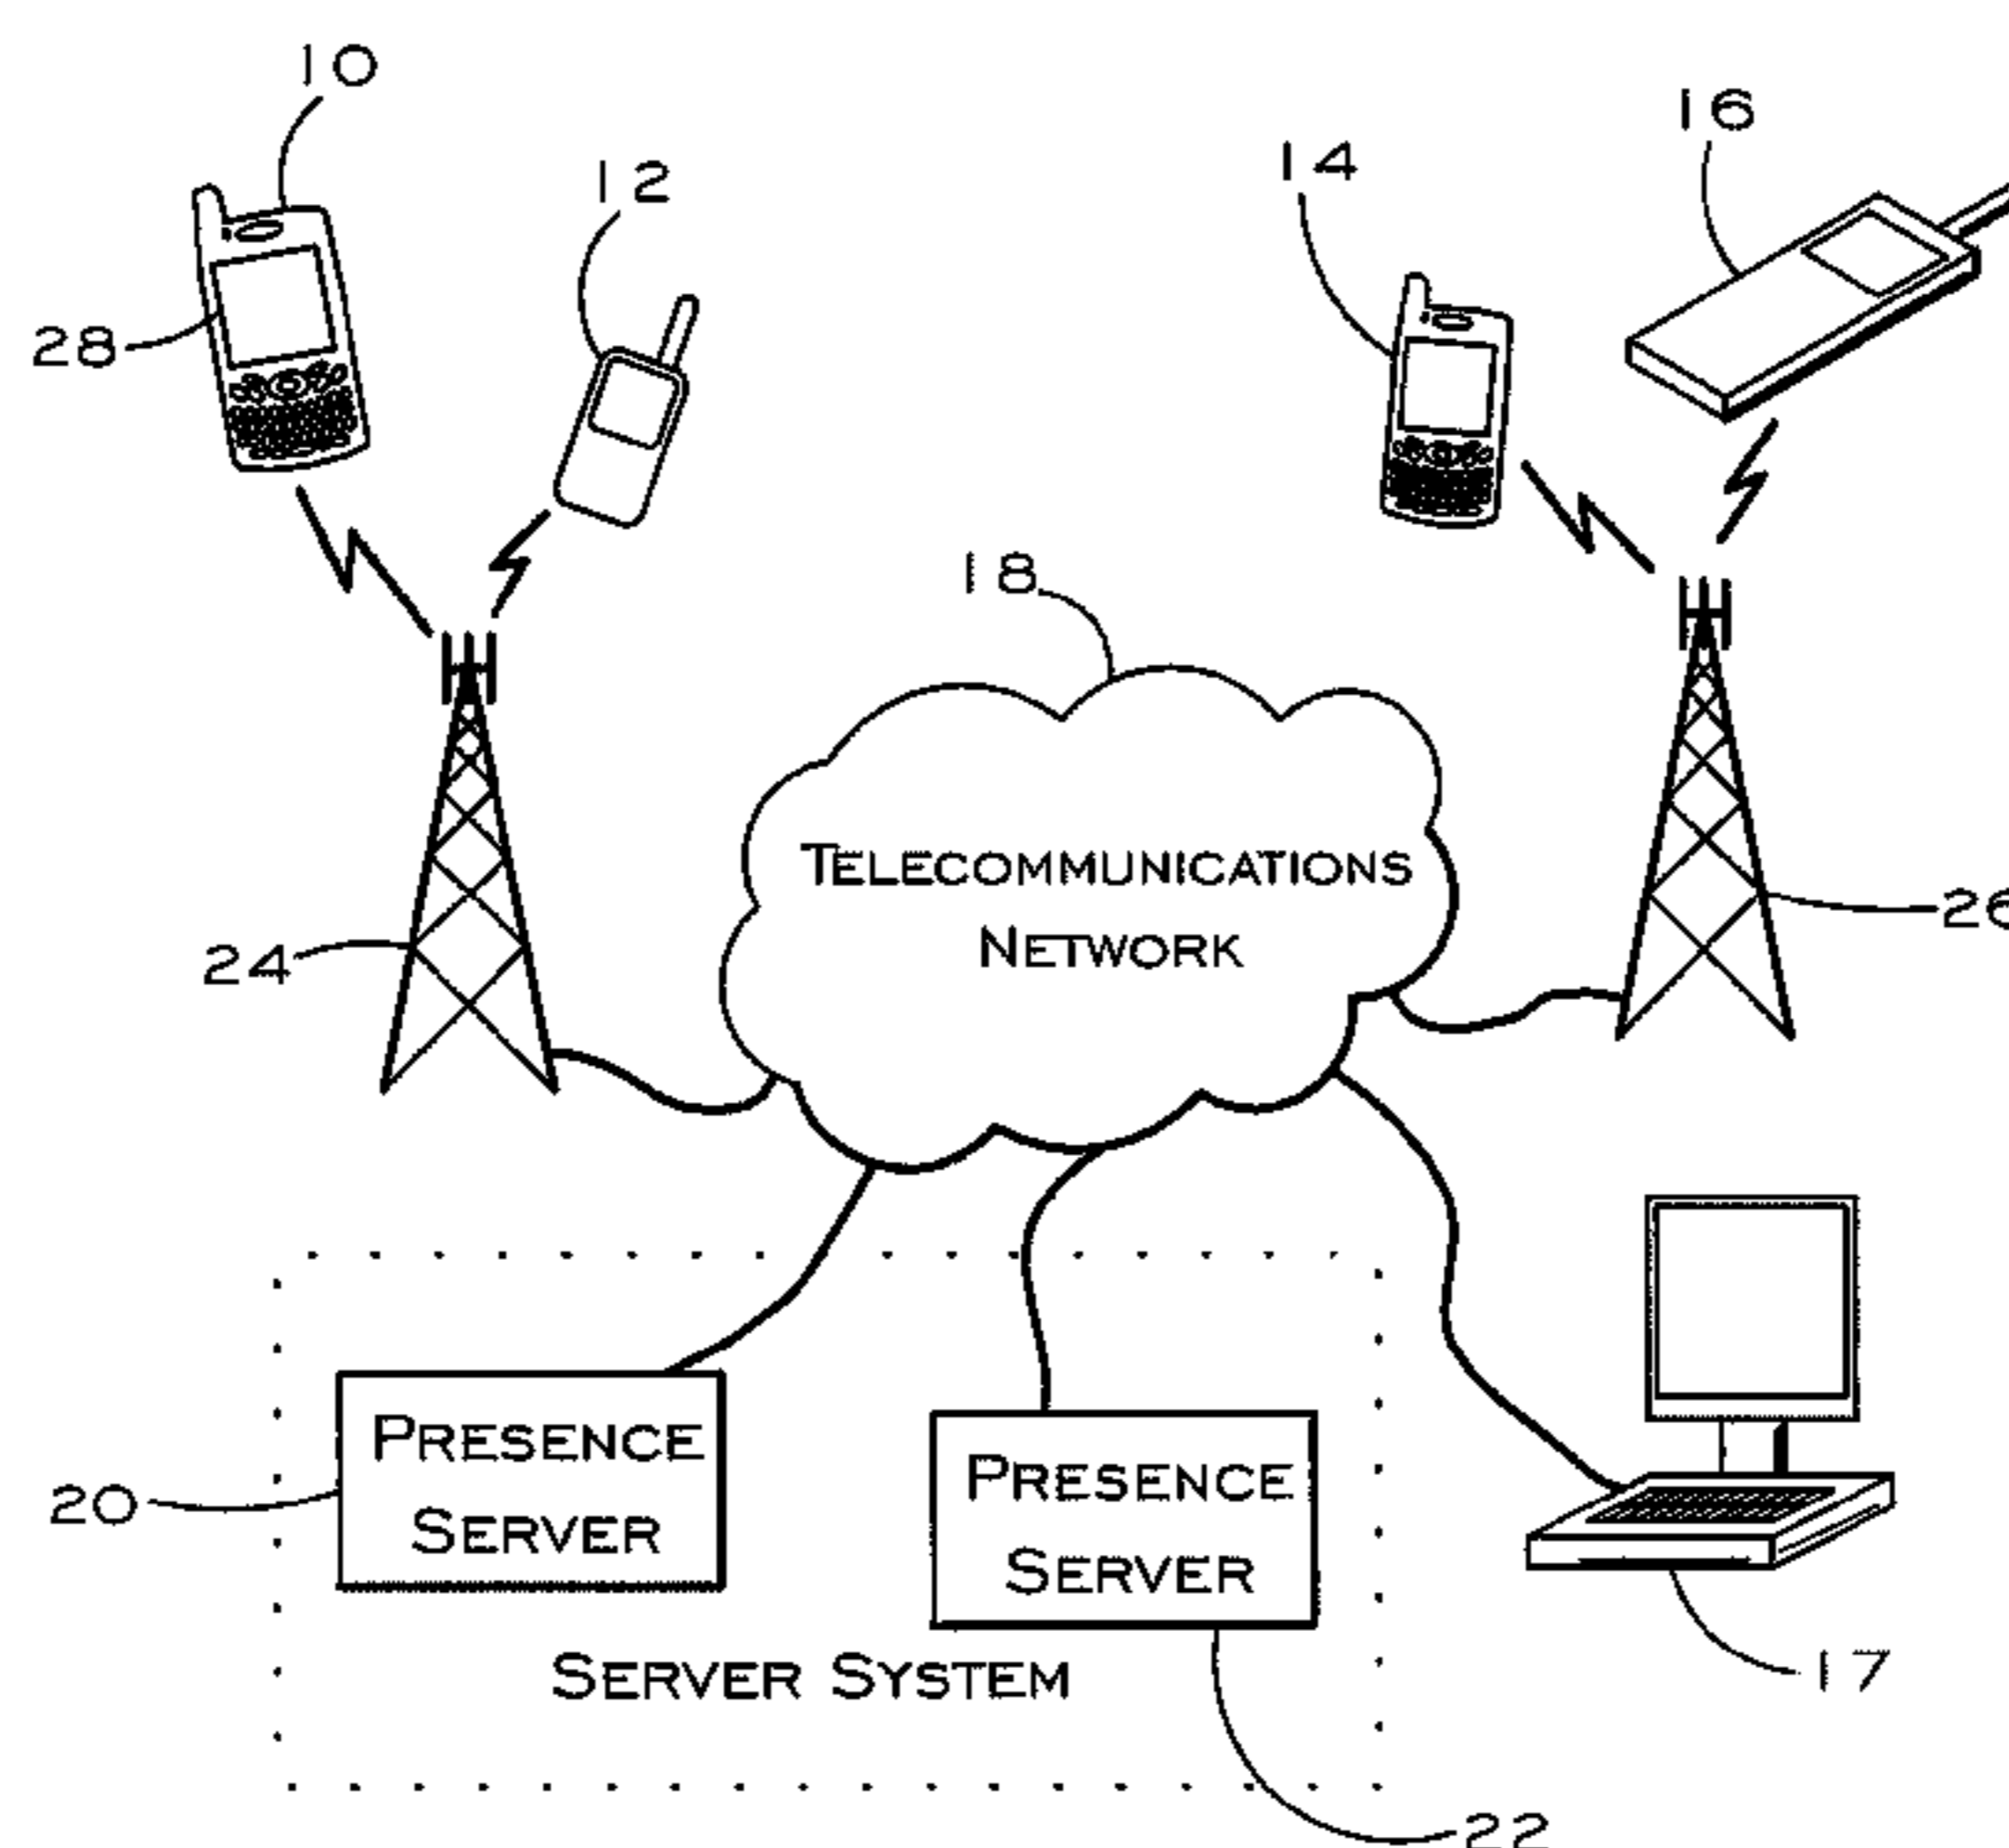 10
16
12
14
28
18
TELECOMMUNICATIONS
NETWORK
26
24
PRESENCE
SERVER
PRESENCE
SERVER
20
SERVER SYSTEM
17
22